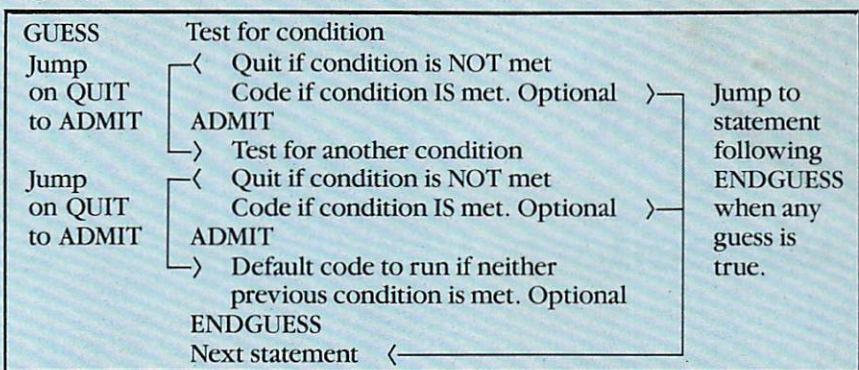 GUESS Test for condition
Jump 〈 Quit if condition is NOT met
on QUIT Code if condition IS met. Optional 〉 Jump to
to ADMIT ADMIT statement
〉 Test for another condition following
Jump 〈 Quit if condition is NOT met ENDGUESS
on QUIT Code if condition IS met. Optional 〉 when any
to ADMIT ADMIT guess is
〉 Default code to run if neither true.
previous condition is met. Optional
ENDGUESS
Next statement 〈